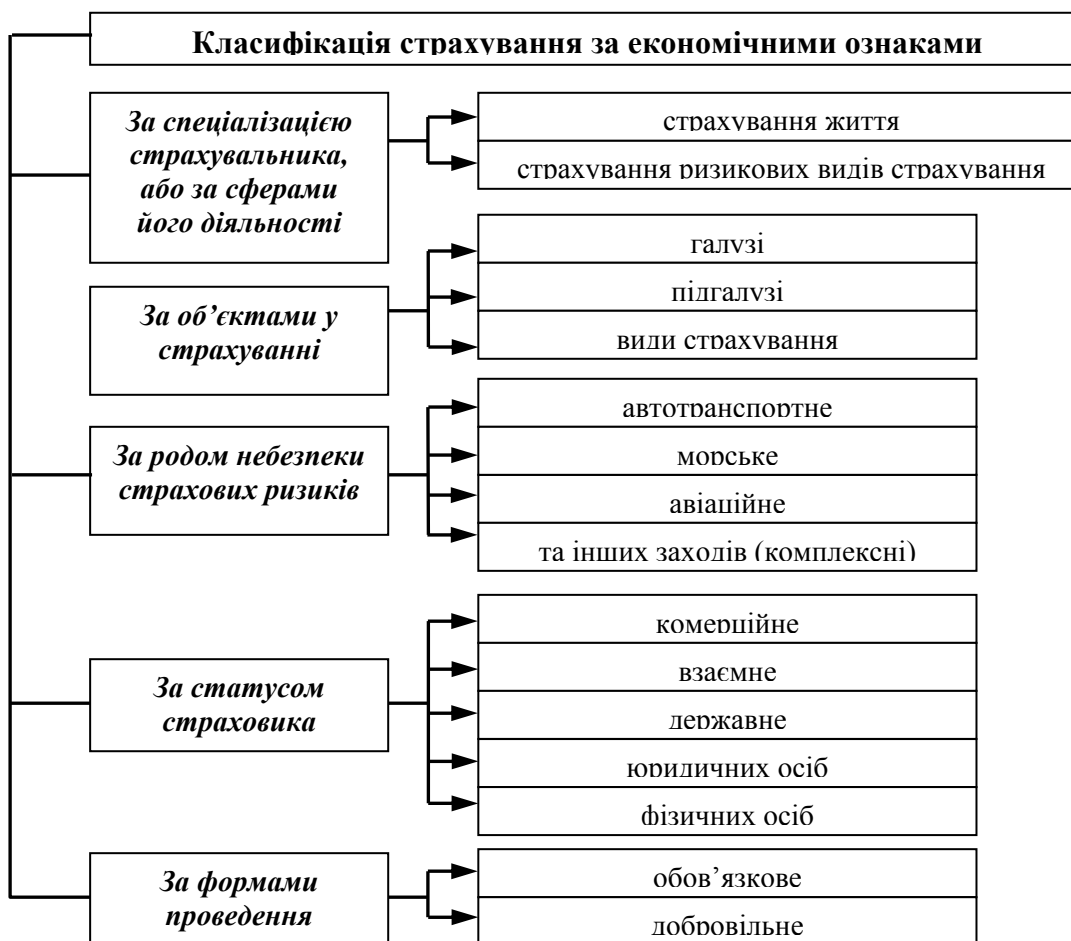 Класифікація страхування за економічними ознаками
За спеціалізацією
страхувальника,
або за сферами
його діяльності
страхування життя
страхування ризикових видів страхування
За об’єктами у
страхуванні
галузі
підгалузі
види страхування
За родом небезпеки
страхових ризиків
автотранспортне
морське
авіаційне
та інших заходів (комплексні)
За статусом
страховика
комерційне
взаємне
державне
юридичних осіб
фізичних осіб
За формами
проведення
обов’язкове
добровільне